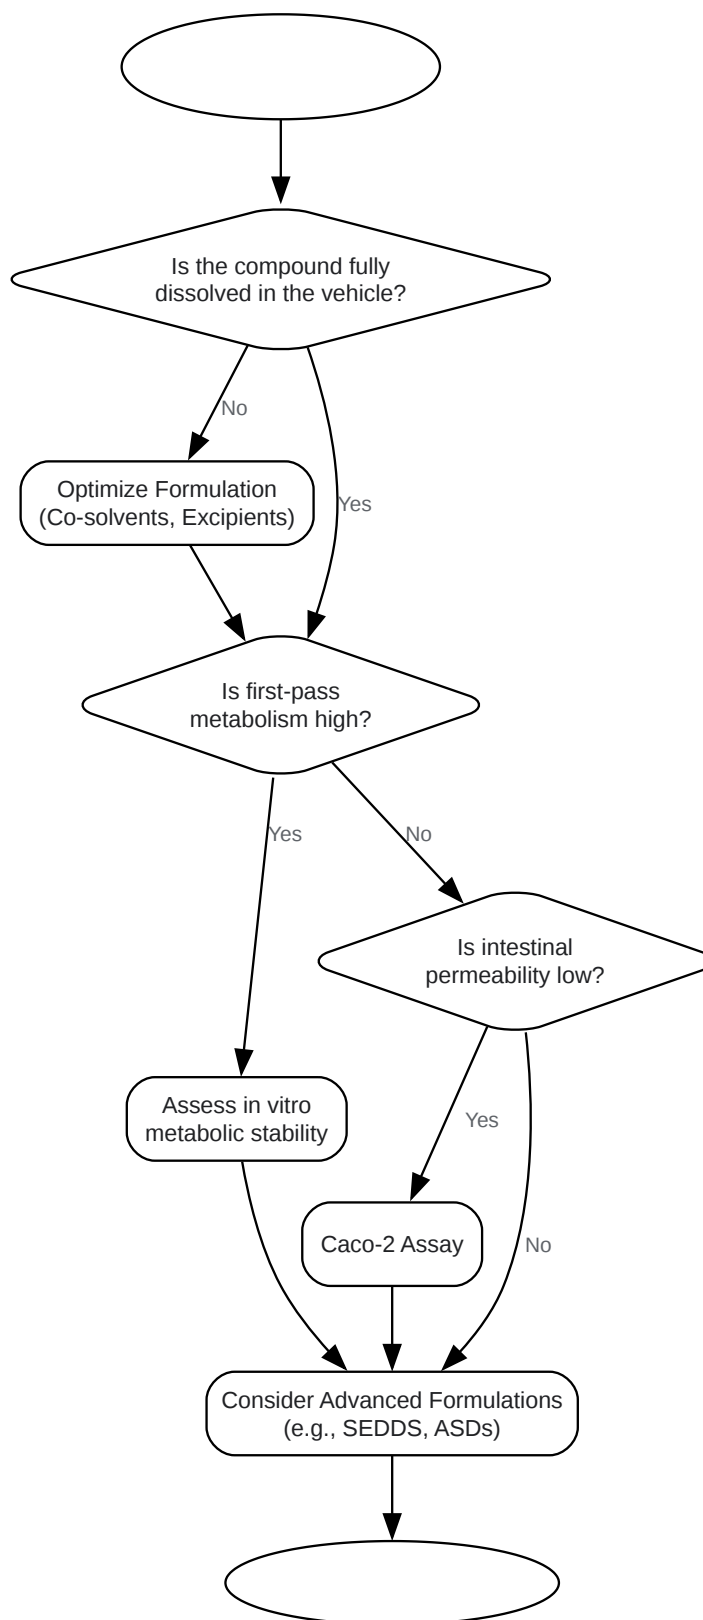 Is the compound fully
dissolved in the vehicle?
No
Optimize Formulation
(Co-solvents, Excipients)
Yes
Is first-pass
metabolism high?
Yes
No
Is intestinal
permeability low?
Assess in vitro
metabolic stability
Yes
Caco-2 Assay
No
Consider Advanced Formulations
(e.g., SEDDS, ASDs)